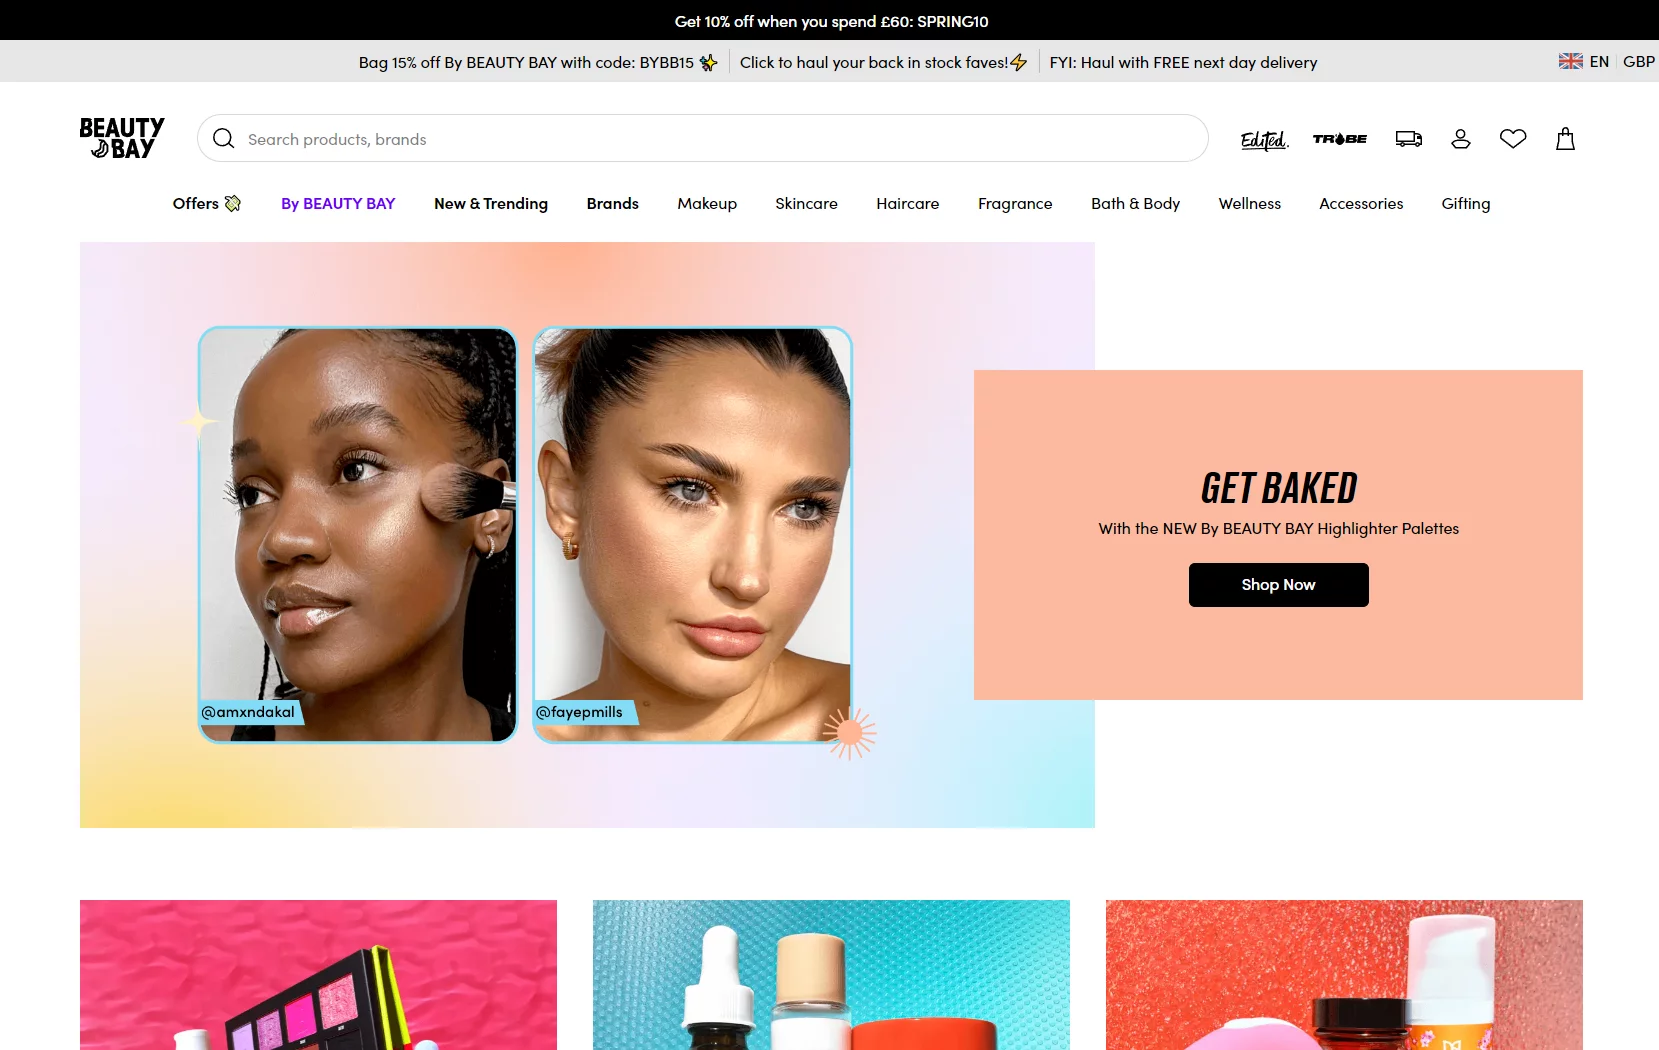 Get 10% off when you spend £60: SPRING10
Bag 15% off By BEAUTY BAY with code: BYBB15 ✨ Click to haul your back in stock faves!⚡ FYI: Haul with FREE next day delivery
EN GBP
BEAUTY
BAY
Search products, brands
Edited.
TRIBE
Offers By BEAUTY BAY New & Trending Brands Makeup Skincare Haircare Fragrance Bath & Body Wellness Accessories Gifting
GET BAKED
With the NEW By BEAUTY BAY Highlighter Palettes
Shop Now
@amxndakal
@fayepmills